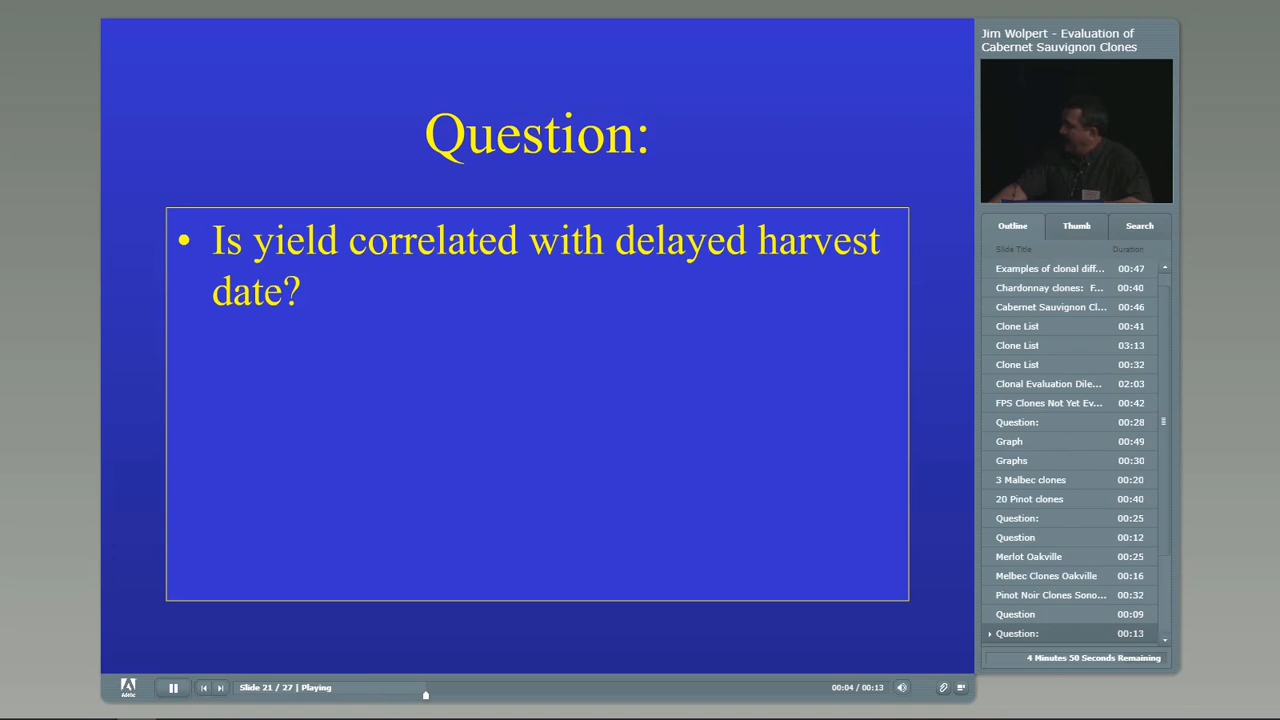 Question:
• Is yield correlated with delayed harvest
date?
Jim Wolpert - Evaluation of
Cabernet Sauvignon Clones
Outline Thumb Search
Slide Title Duration
Examples of clonal diff... 00:47
Chardonnay clones: F... 00:40
Cabernet Sauvignon Cl... 00:46
Clone List 00:41
Clone List 03:13
Clone List 00:32
Clonal Evaluation Dile... 02:03
FPS Clones Not Yet Ev... 00:42
Question: 00:28
Graph 00:49
Graphs 00:30
3 Malbec clones 00:20
20 Pinot clones 00:40
Question: 00:25
Question 00:12
Merlot Oakville 00:25
Melbec Clones Oakville 00:16
Pinot Noir Clones Sono... 00:32
Question 00:09
Question: 00:13
4 Minutes 50 Seconds Remaining
Adobe
Slide 21 / 27 | Playing
00:04 / 00:13